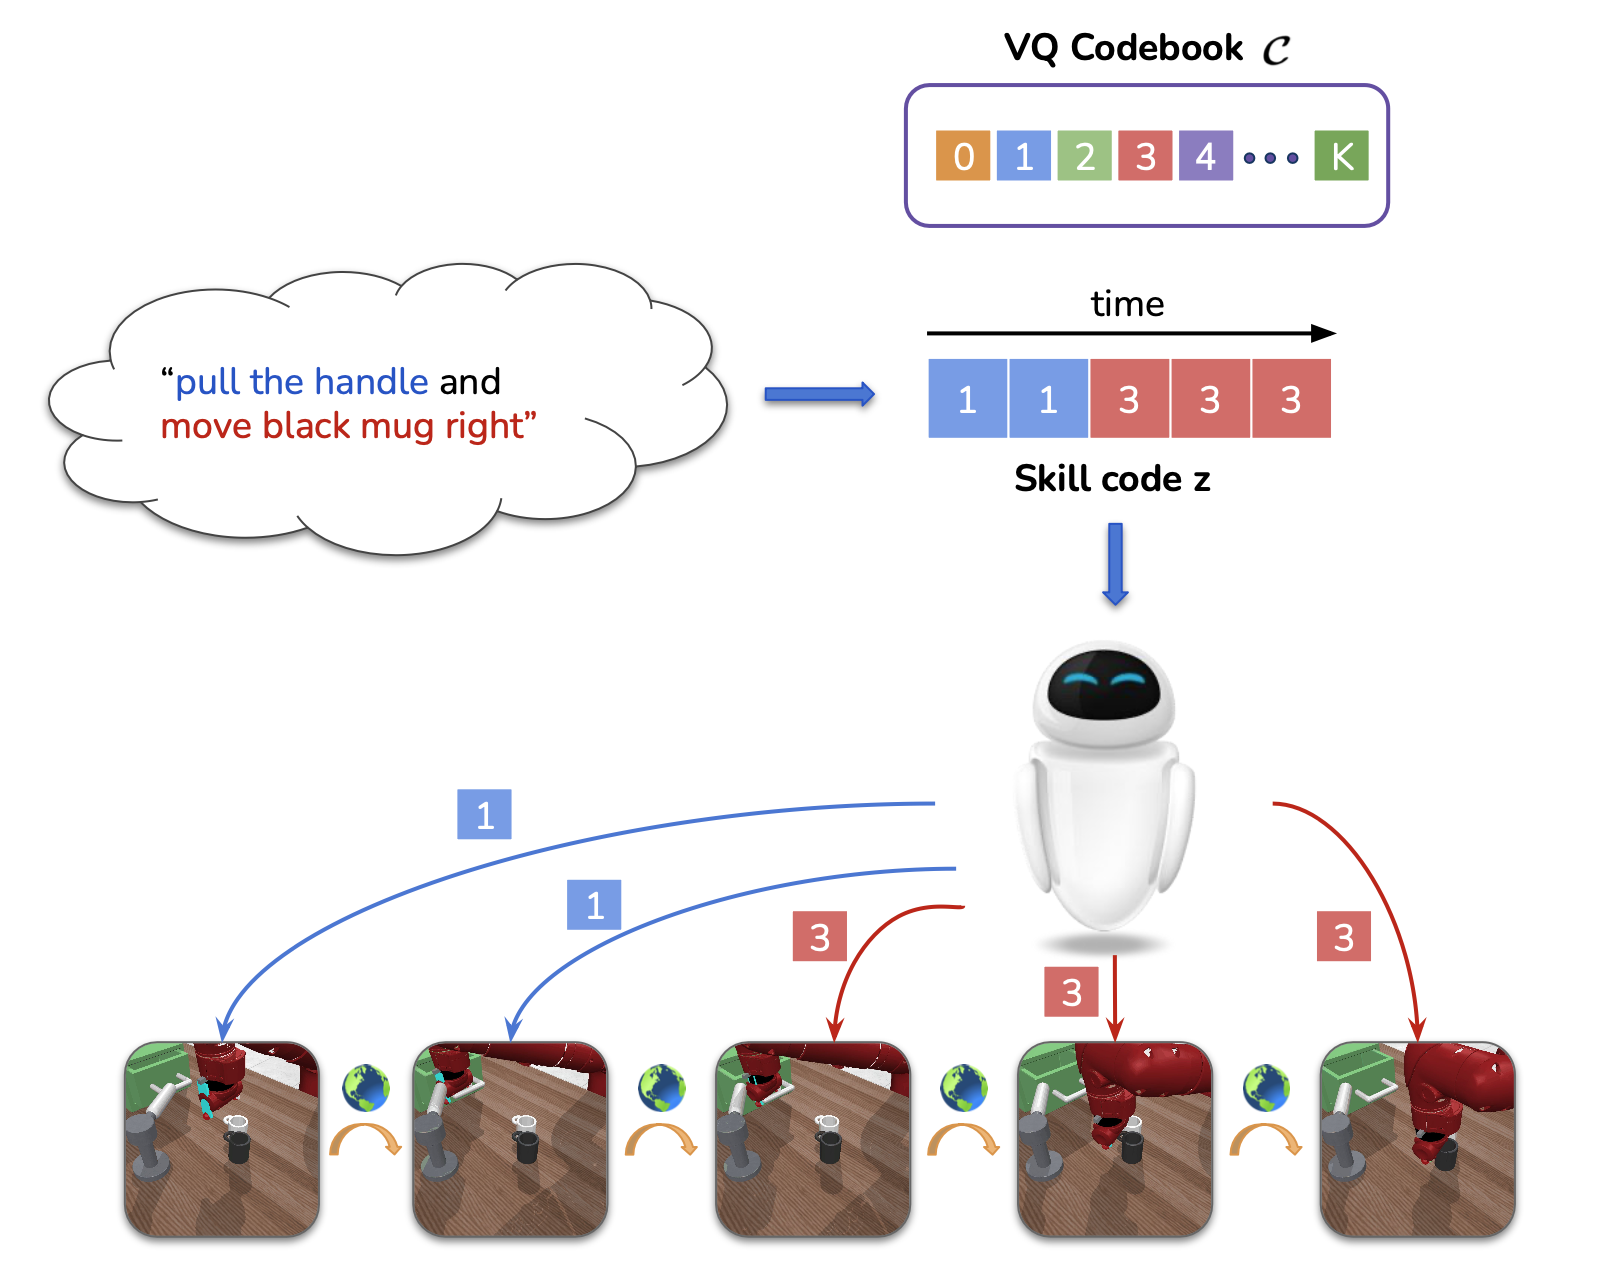 VQ Codebook 𝒞
0 1 2 3 4 ••• K
time
“pull the handle and
move black mug right”
1 1 3 3 3
Skill code z
1
1
3
3
3